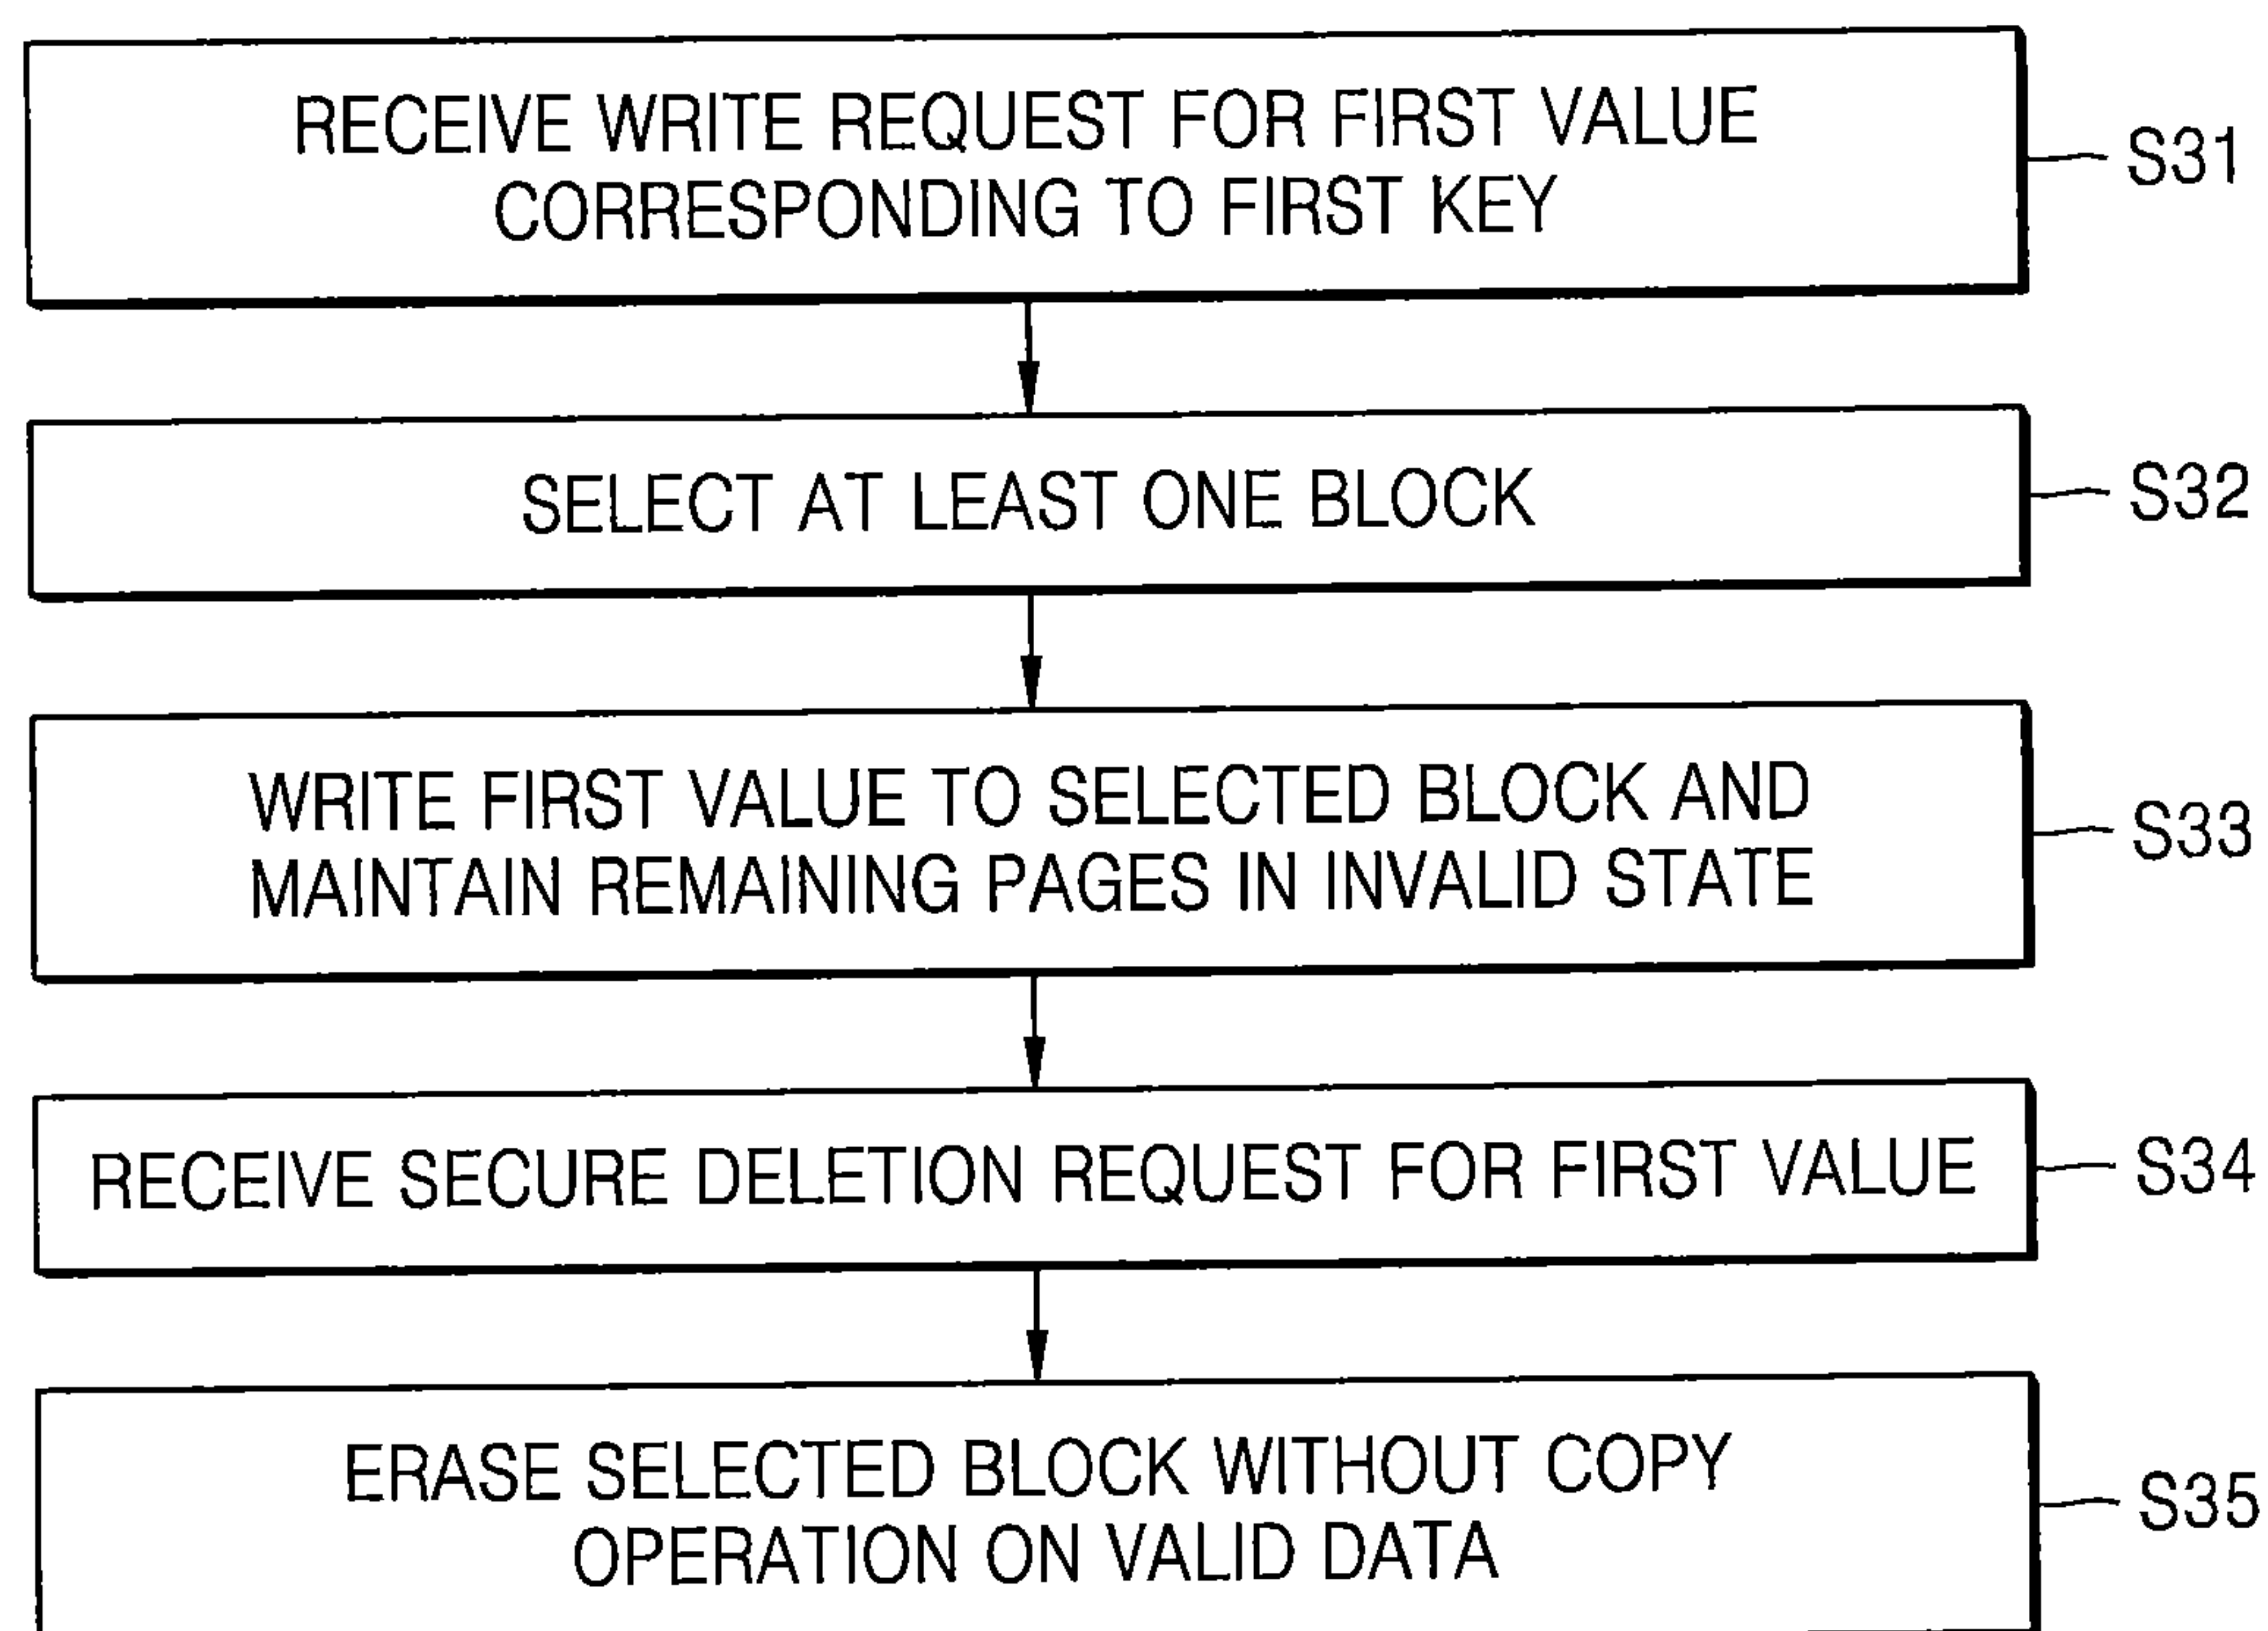 RECEIVE WRITE REQUEST FOR FIRST VALUE
CORRESPONDING TO FIRST KEY
S31
SELECT AT LEAST ONE BLOCK
S32
WRITE FIRST VALUE TO SELECTED BLOCK AND
MAINTAIN REMAINING PAGES IN INVALID STATE
S33
RECEIVE SECURE DELETION REQUEST FOR FIRST VALUE
S34
ERASE SELECTED BLOCK WITHOUT COPY
OPERATION ON VALID DATA
S35